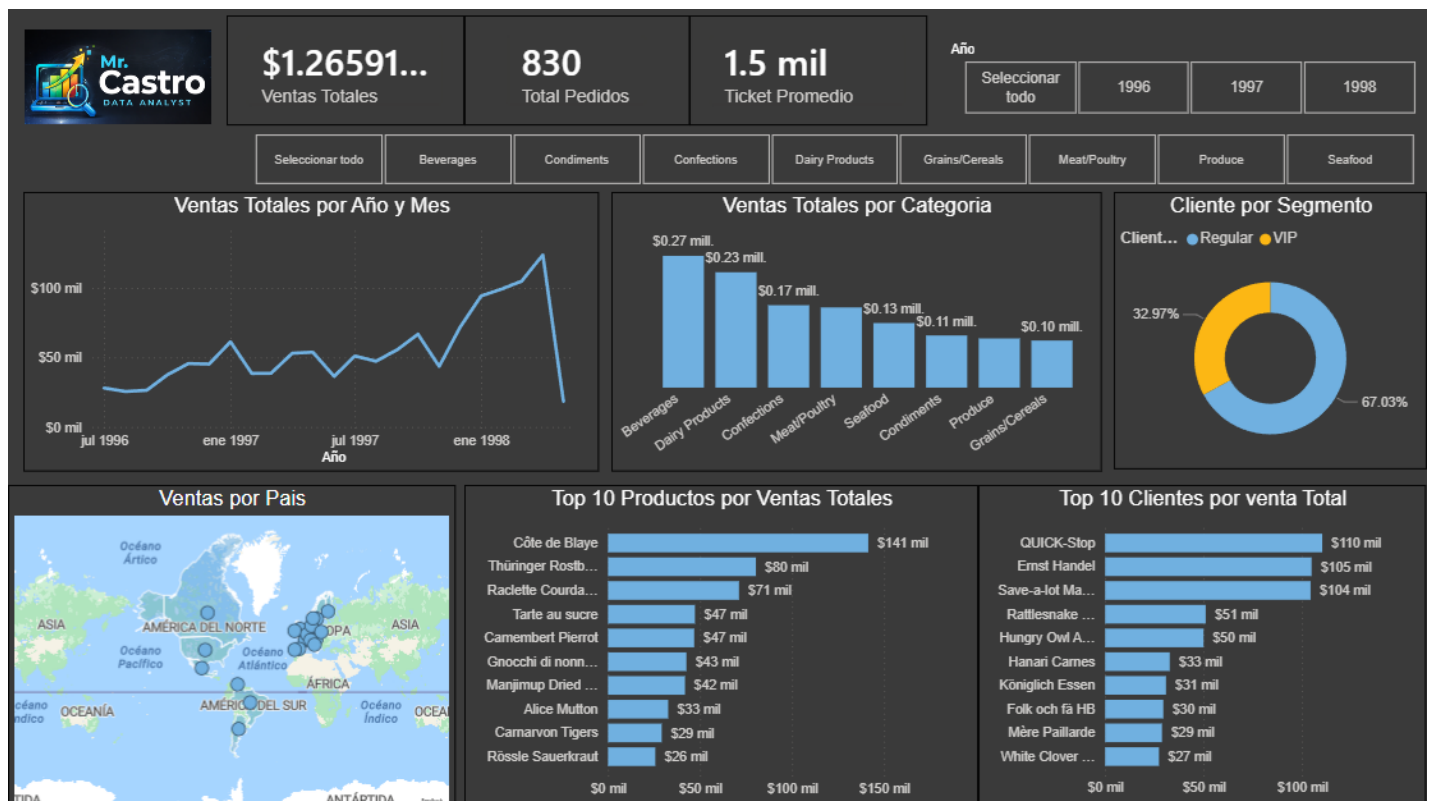 Mr.
Castro
DATA ANALYST
$1.26591...
Ventas Totales
830
Total Pedidos
1.5 mil
Ticket Promedio
Año
Seleccionar
todo
1996
1997
1998
Seleccionar todo
Beverages
Condiments
Confections
Dairy Products
Grains/Cereals
Meat/Poultry
Produce
Seafood
Ventas Totales por Año y Mes
$100 mil
$50 mil
$0 mil
jul 1996
ene 1997
jul 1997
ene 1998
Año
Ventas Totales por Categoria
$0.27 mill.
$0.23 mill.
$0.17 mill.
$0.13 mill.
$0.11 mill.
$0.10 mill.
Beverages
Dairy Products
Confections
Meat/Poultry
Seafood
Condiments
Produce
Grains/Cereals
Cliente por Segmento
Client...
Regular
VIP
32.97%
67.03%
Ventas por Pais
Océano
Ártico
ASIA
AMÉRICA DEL NORTE
OPA
ASIA
Océano
Pacífico
Océano
Atlántico
ÁFRICA
céano
ndico
OCEANÍA
AMÉRIC
DEL SUR
Océano
Índico
OCEA
TIDA
ANTÁRTIDA
Top 10 Productos por Ventas Totales
Côte de Blaye
$141 mil
Thüringer Rostb...
$80 mil
Raclette Courda...
$71 mil
Tarte au sucre
$47 mil
Camembert Pierrot
$47 mil
Gnocchi di nonn...
$43 mil
Manjimup Dried ...
$42 mil
Alice Mutton
$33 mil
Carnarvon Tigers
$29 mil
Rössle Sauerkraut
$26 mil
$0 mil
$50 mil
$100 mil
$150 mil
Top 10 Clientes por venta Total
QUICK-Stop
$110 mil
Ernst Handel
$105 mil
Save-a-lot Ma...
$104 mil
Rattlesnake ...
$51 mil
Hungry Owl A...
$50 mil
Hanari Carnes
$33 mil
Königlich Essen
$31 mil
Folk och fä HB
$30 mil
Mère Paillarde
$29 mil
White Clover ...
$27 mil
$0 mil
$50 mil
$100 mil